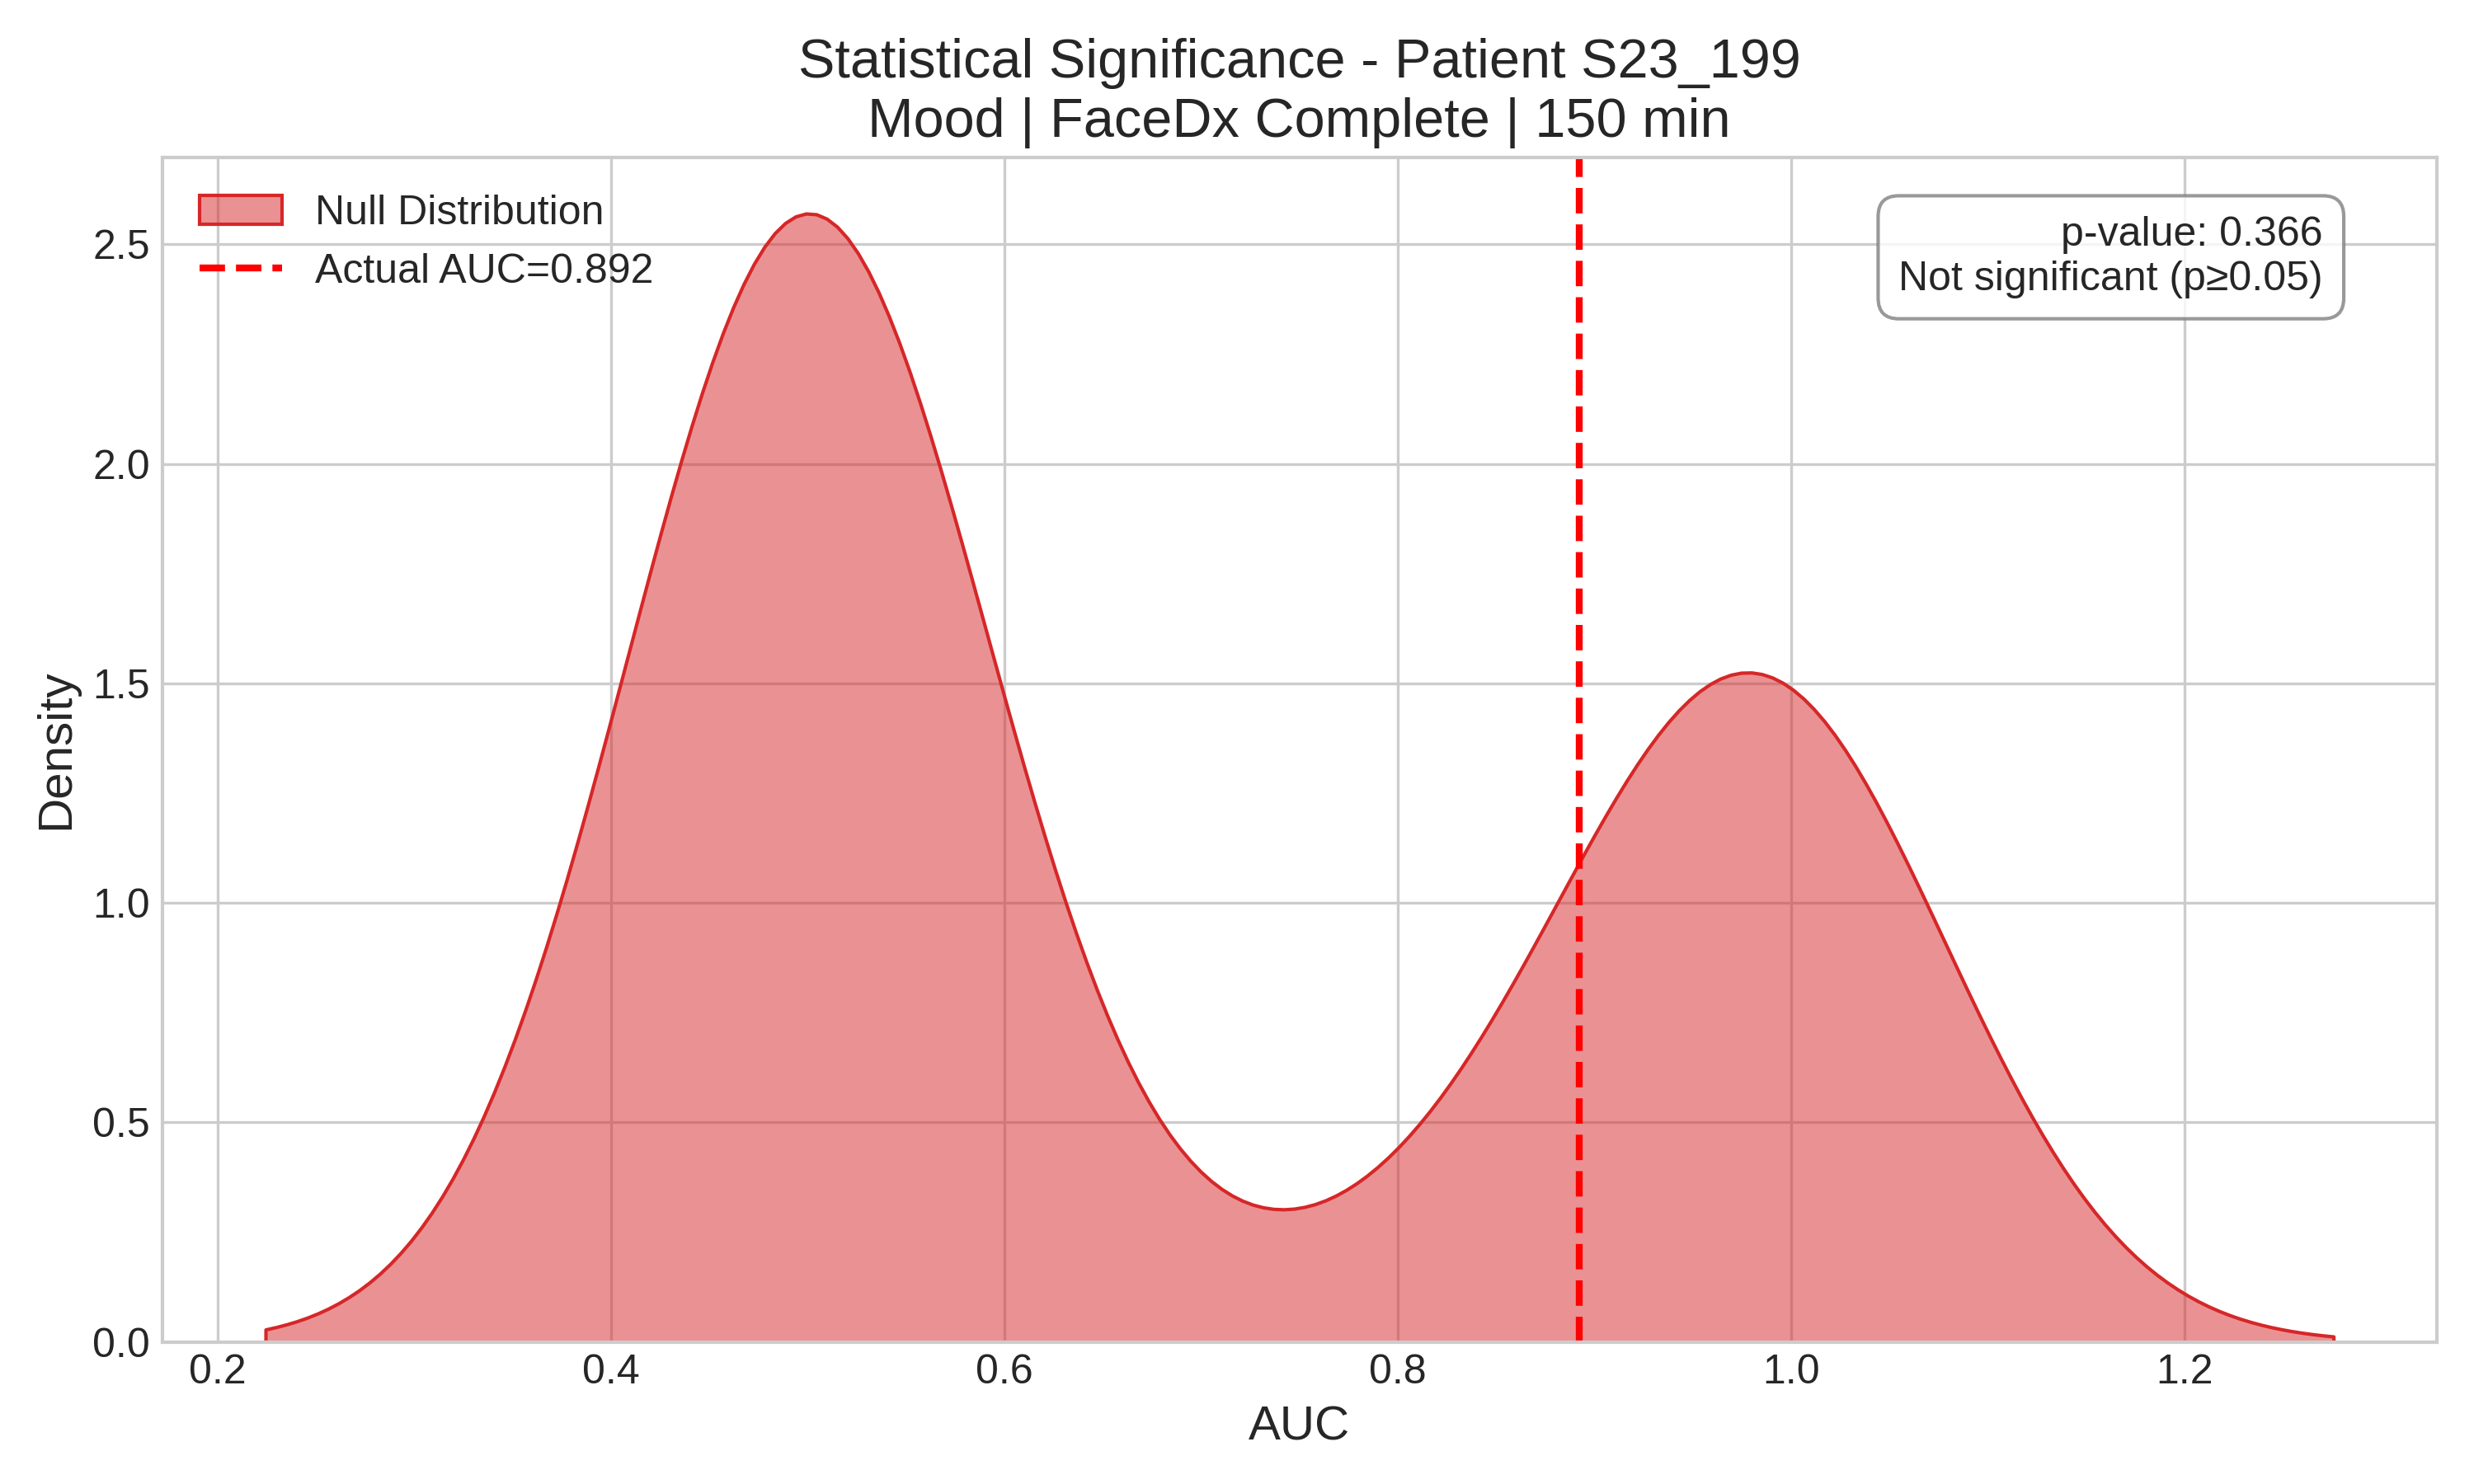 Statistical Significance - Patient S23_199
Mood | FaceDx Complete | 150 min
Null Distribution
Actual AUC=0.892
p-value: 0.366
Not significant (p≥0.05)
Density
2.5
2.0
1.5
1.0
0.5
0.0
0.2 0.4 0.6 0.8 1.0 1.2
AUC